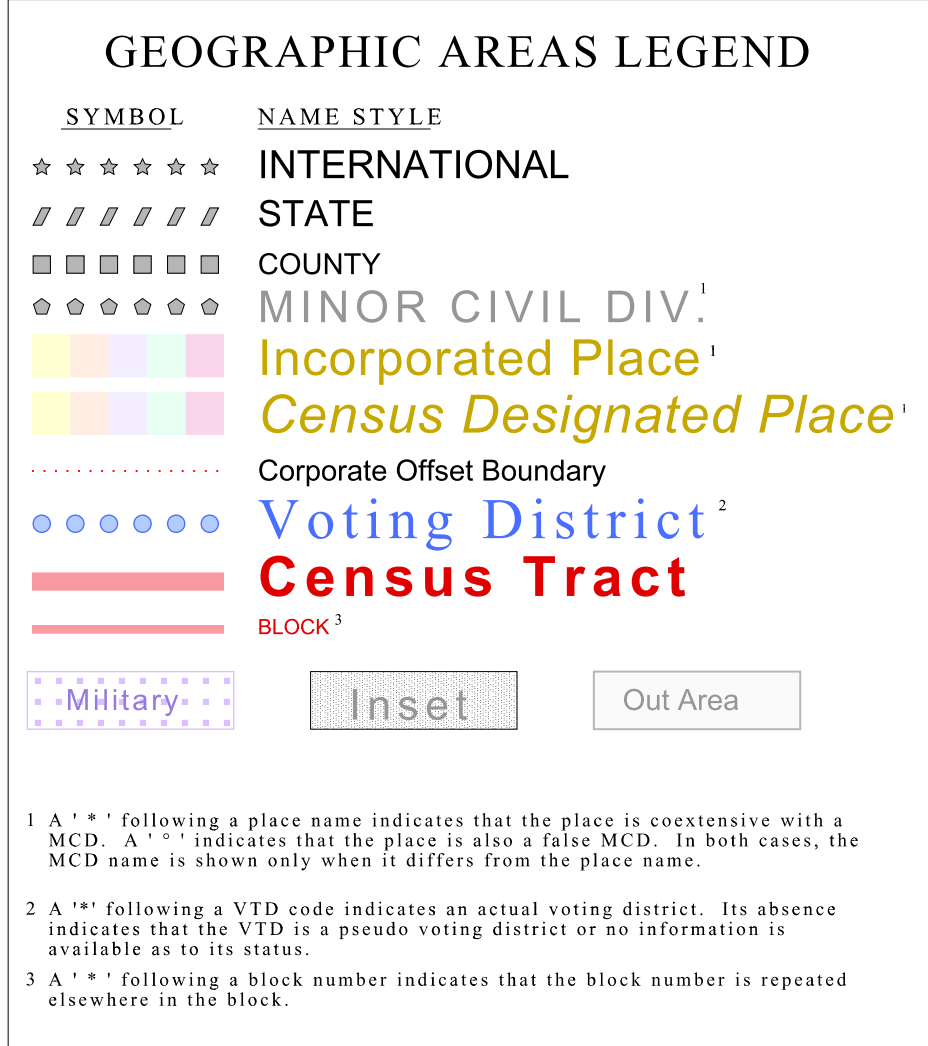 GEOGRAPHIC AREAS LEGEND
SYMBOL NAME STYLE
INTERNATIONAL
STATE
COUNTY
MINOR CIVIL DIV. 1
Incorporated Place 1
Census Designated Place 1
Corporate Offset Boundary
Voting District 2
Census Tract
BLOCK 3
Military Inset Out Area
1 A ' * ' following a place name indicates that the place is coextensive with a
MCD. A ' ° ' indicates that the place is also a false MCD. In both cases, the
MCD name is shown only when it differs from the place name.
2 A '*' following a VTD code indicates an actual voting district. Its absence
indicates that the VTD is a pseudo voting district or no information is
available as to its status.
3 A ' * ' following a block number indicates that the block number is repeated
elsewhere in the block.